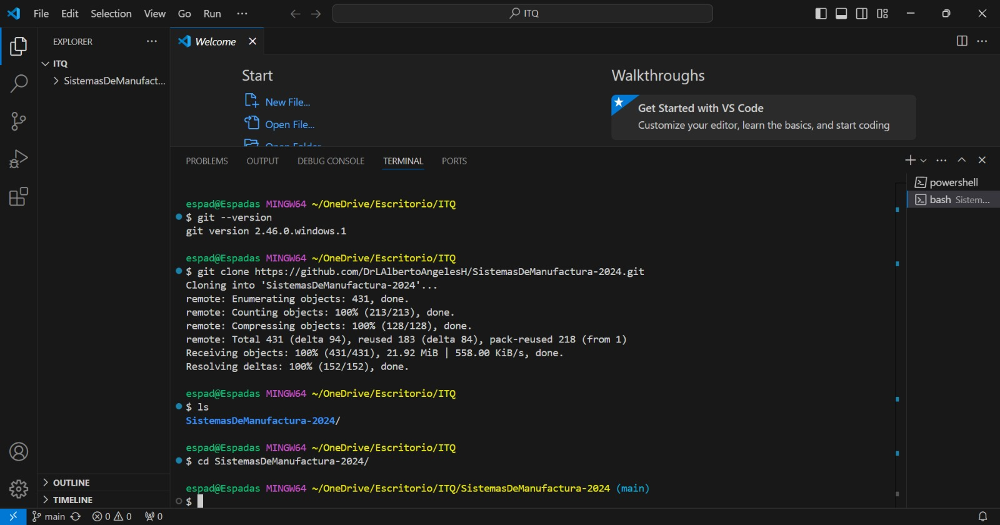 File Edit Selection View Go Run ··· ITQ
EXPLORER ···
Welcome
ITQ
SistemasDeManufact...
Start
New File...
Open File...
Open Folder
Walkthroughs
Get Started with VS Code
Customize your editor, learn the basics, and start coding
PROBLEMS OUTPUT DEBUG CONSOLE TERMINAL PORTS
powershell
bash Sistem...
espad@Espadas MINGW64 ~/OneDrive/Escritorio/ITQ
$ git --version
git version 2.46.0.windows.1
espad@Espadas MINGW64 ~/OneDrive/Escritorio/ITQ
$ git clone https://github.com/DrLAlbertoAngelesH/SistemasDeManufactura-2024.git
Cloning into 'SistemasDeManufactura-2024'...
remote: Enumerating objects: 431, done.
remote: Counting objects: 100% (213/213), done.
remote: Compressing objects: 100% (128/128), done.
remote: Total 431 (delta 94), reused 183 (delta 84), pack-reused 218 (from 1)
Receiving objects: 100% (431/431), 21.92 MiB | 558.00 KiB/s, done.
Resolving deltas: 100% (152/152), done.
espad@Espadas MINGW64 ~/OneDrive/Escritorio/ITQ
$ ls
SistemasDeManufactura-2024/
espad@Espadas MINGW64 ~/OneDrive/Escritorio/ITQ
$ cd SistemasDeManufactura-2024/
espad@Espadas MINGW64 ~/OneDrive/Escritorio/ITQ/SistemasDeManufactura-2024 (main)
$
OUTLINE
TIMELINE
main 0 0 0